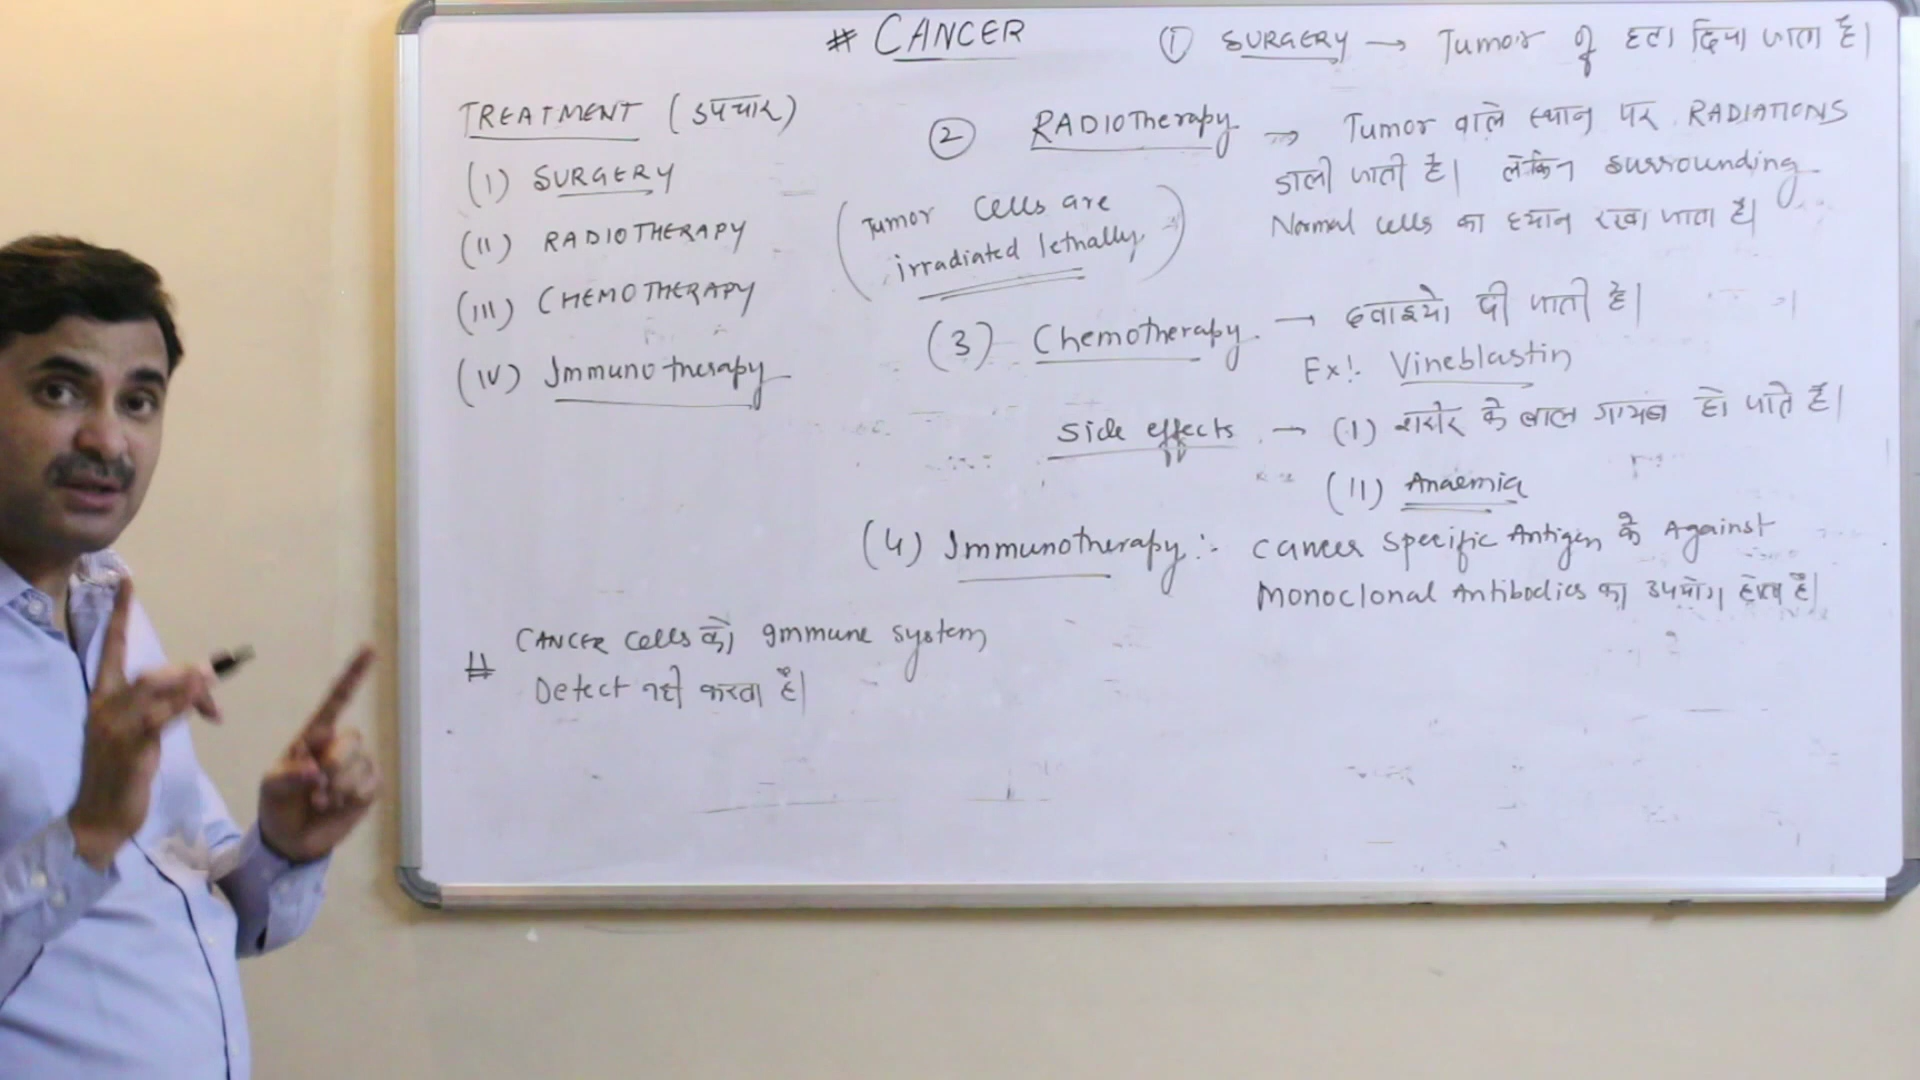 # CANCER
TREATMENT (उपचार)
(I) SURGERY
(II) RADIOTHERAPY
(III) CHEMOTHERAPY
(IV) Immunotherapy
① SURGERY → Tumor को हटा दिया जाता है।
② RADIOTherapy → Tumor वाले स्थान पर RADIATIONS
डाली जाती है। लेकिन surrounding
Normal cells का ध्यान रखा जाता है।
(Tumor cells are
irradiated lethally)
(3) Chemotherapy → दवाइयाे दी जाती है।
Ex:- Vineblastin
Side effects → (I) शरीर के बाल गायब हो जाते हैं।
(II) Anaemia
(4) Immunotherapy :- cancer specific Antigen के Against
Monoclonal Antibodies का उपयोग होता है।
# CANCER cells को Immune system
Detect नही करता है।